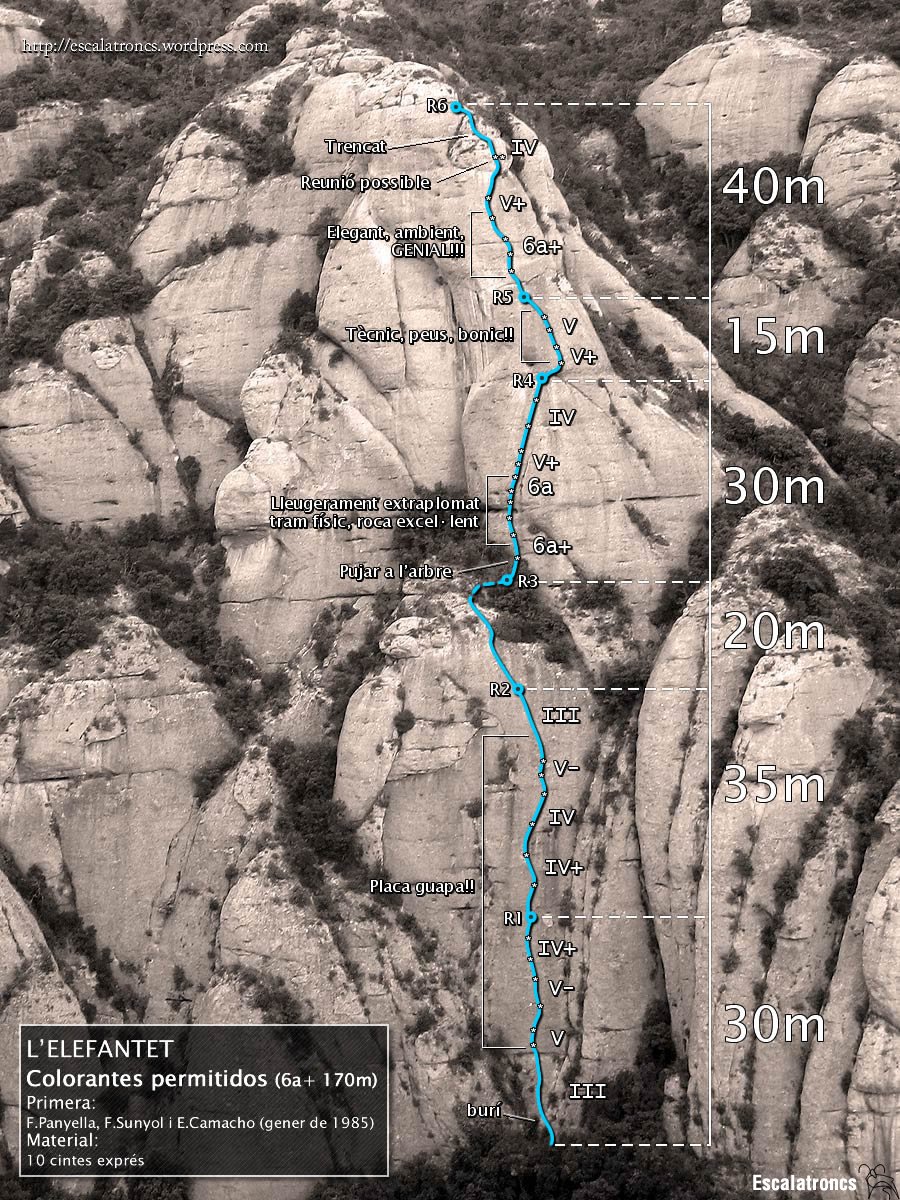 http://escalatroncs.wordpress.com
R6
Trencat
IV
Reunió possible
40m
V+
Elegant, ambient,
GENIAL!!!
6a+
R5
V
Tècnic, peus, bonic!!
15m
V+
R4
IV
V+
6a
30m
Lleugerament extraplomat
tram físic, roca excel·lent
6a+
Pujar a l'arbre
R3
20m
R2
III
V-
35m
IV
IV+
Placa guapa!!
R1
IV+
V-
30m
V
III
burí
L'ELEFANTET
Colorantes permitidos (6a+ 170m)
Primera:
F.Panyella, F.Sunyol i E.Camacho (gener de 1985)
Material:
10 cintes exprés
Escalatroncs